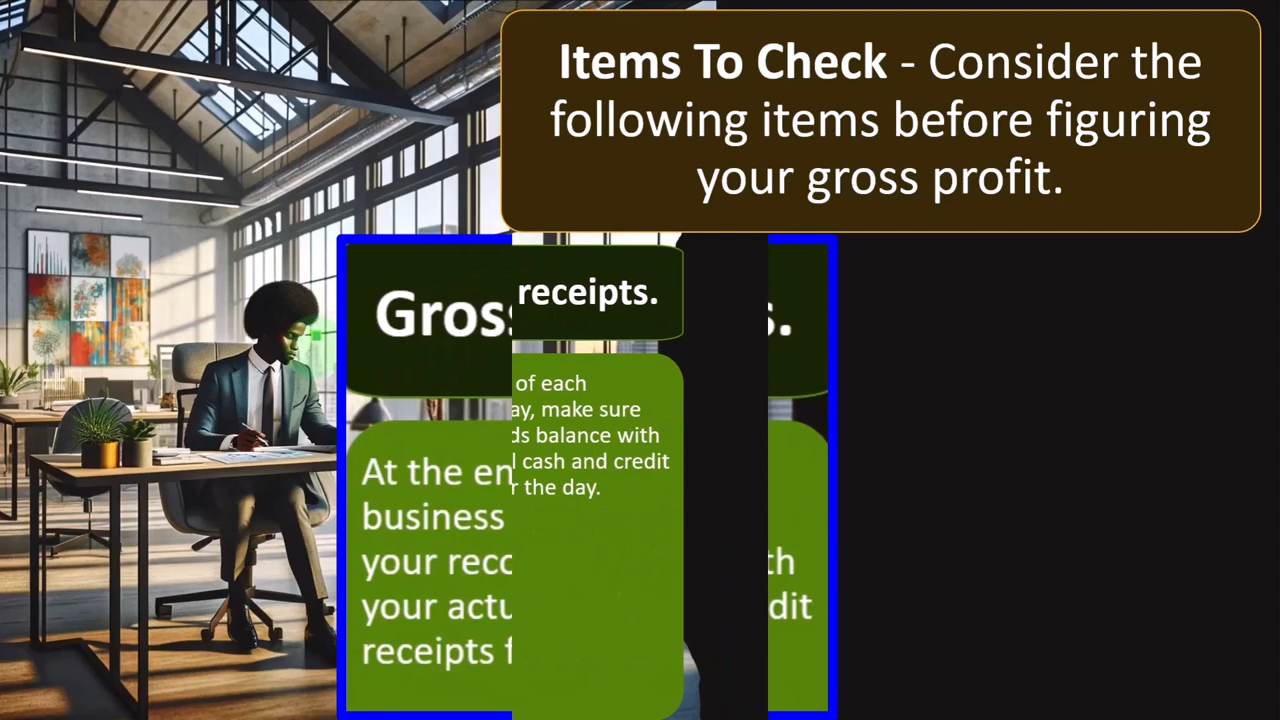 Items To Check - Consider the
following items before figuring
your gross profit.
Gross receipts. s.
At the en of each
business ay, make sure
your reco ds balance with th
your actu l cash and credit dit
receipts f r the day.